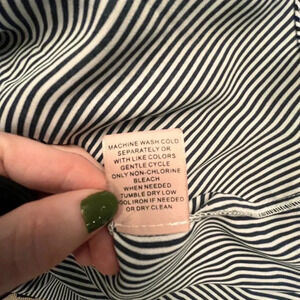 MACHINE WASH COLD
SEPARATELY OR
WITH LIKE COLORS
GENTLE CYCLE
ONLY NON-CHLORINE
BLEACH
WHEN NEEDED
TUMBLE DRY LOW
COOL IRON IF NEEDED
OR DRY CLEAN